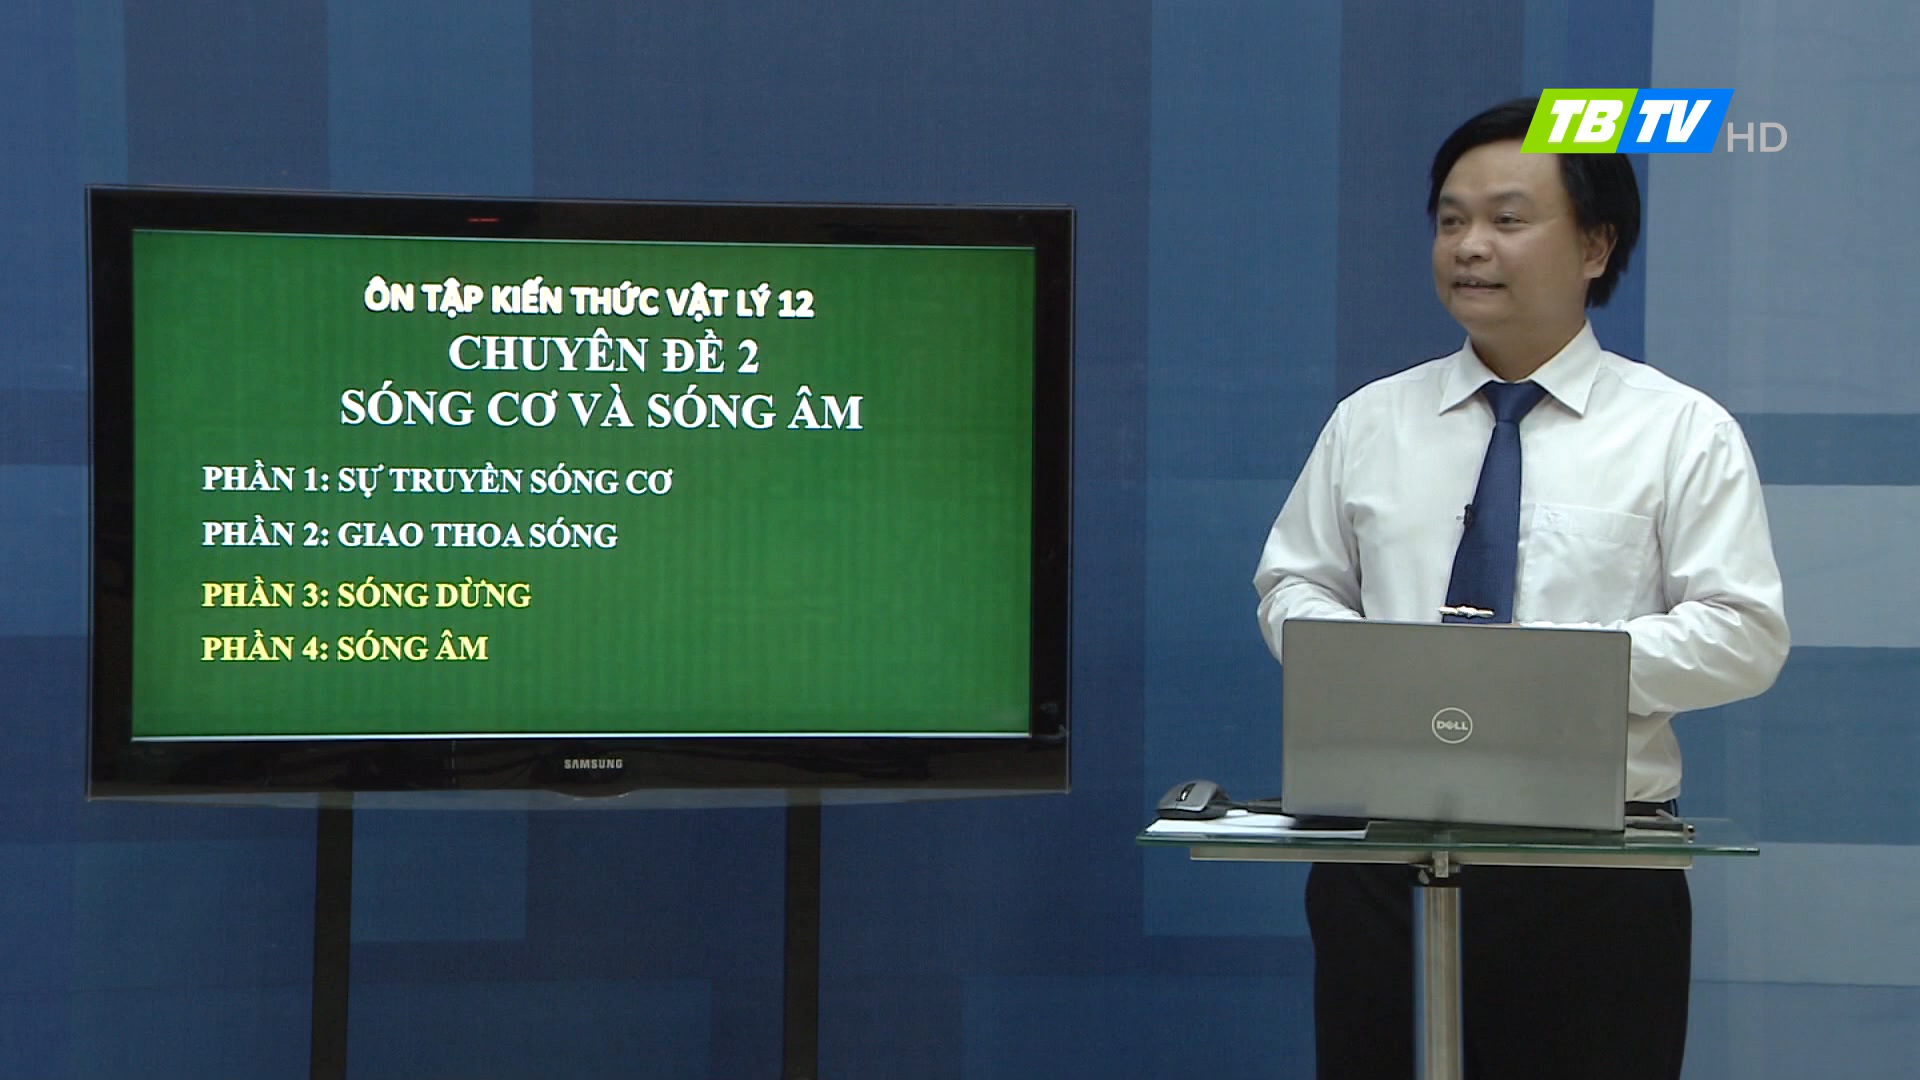 TBTV HD
ÔN TẬP KIẾN THỨC VẬT LÝ 12
CHUYÊN ĐỀ 2
SÓNG CƠ VÀ SÓNG ÂM
PHẦN 1: SỰ TRUYỀN SÓNG CƠ
PHẦN 2: GIAO THOA SÓNG
PHẦN 3: SÓNG DỪNG
PHẦN 4: SÓNG ÂM
SAMSUNG
DELL